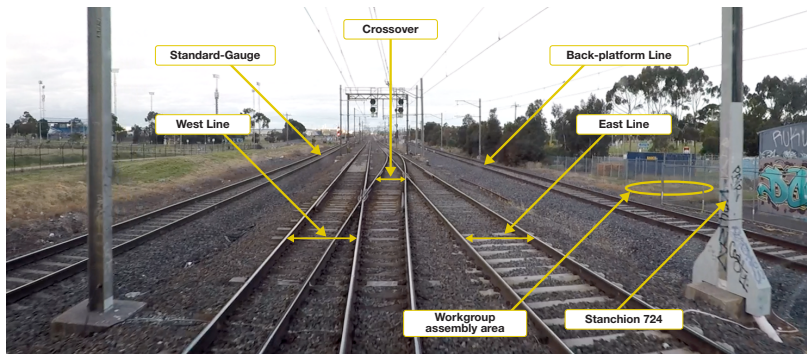 Crossover
Standard-Gauge
Back-platform Line
West Line
East Line
Workgroup
assembly area
Stanchion 724